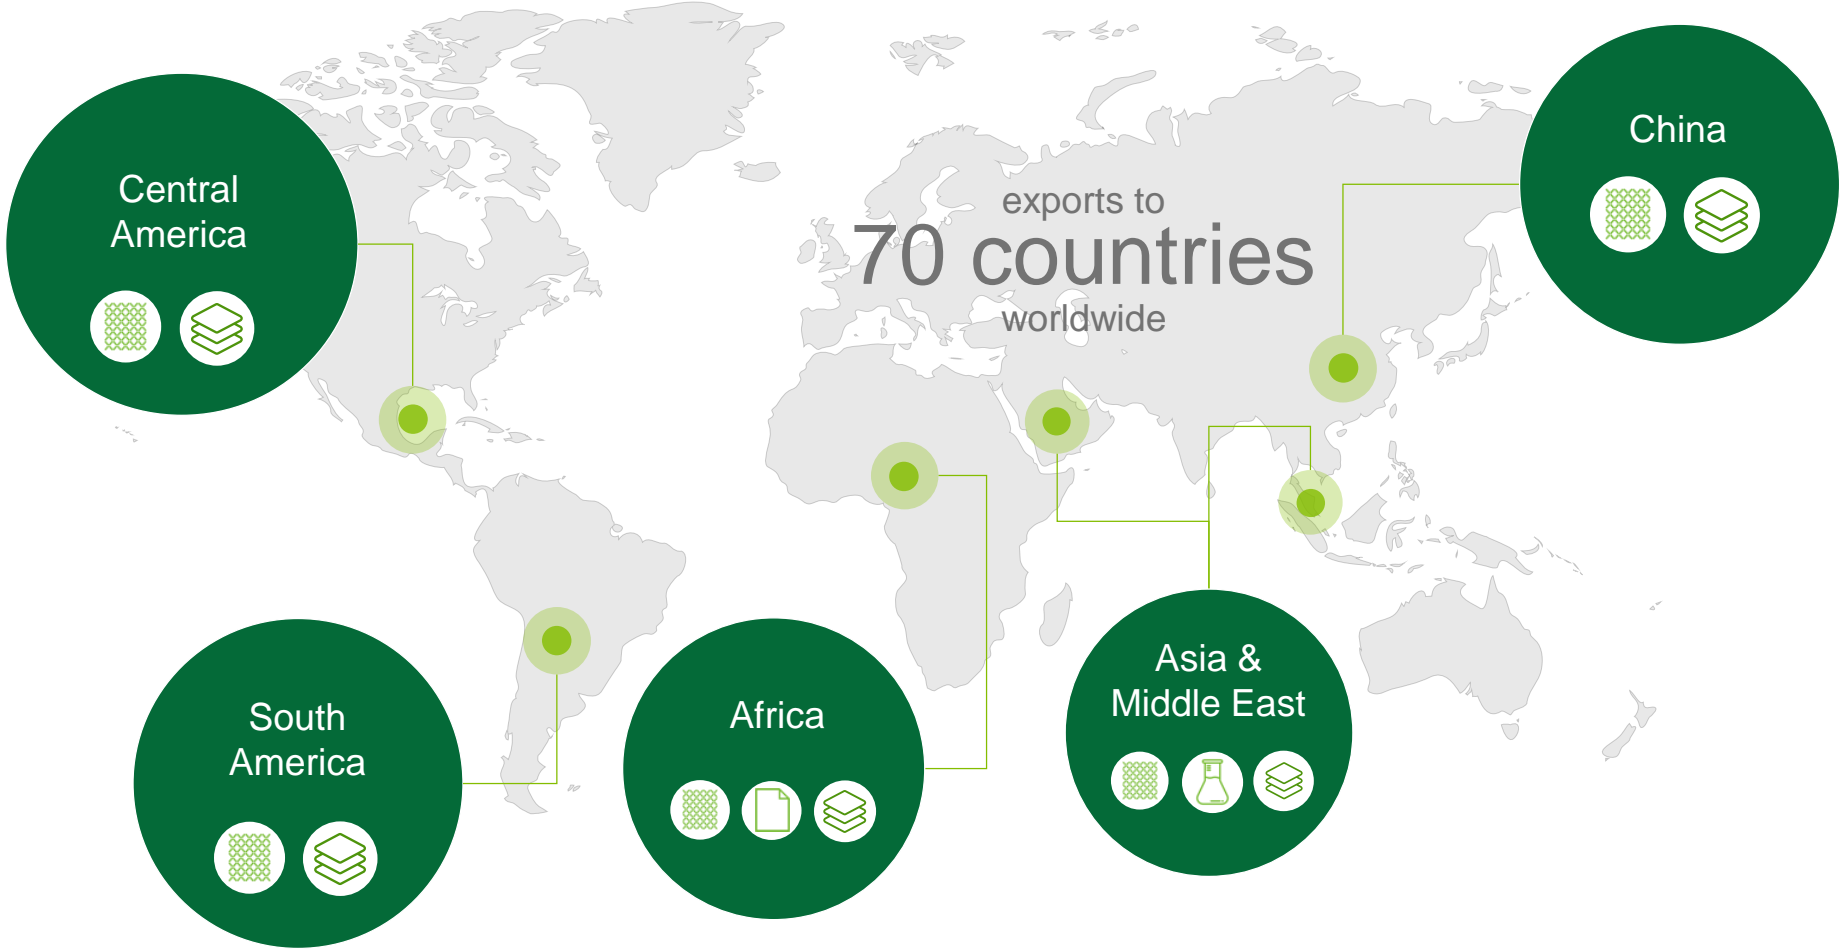 China
Central
America
exports to
70 countries
worldwide
South
America
Africa
Asia &
Middle East